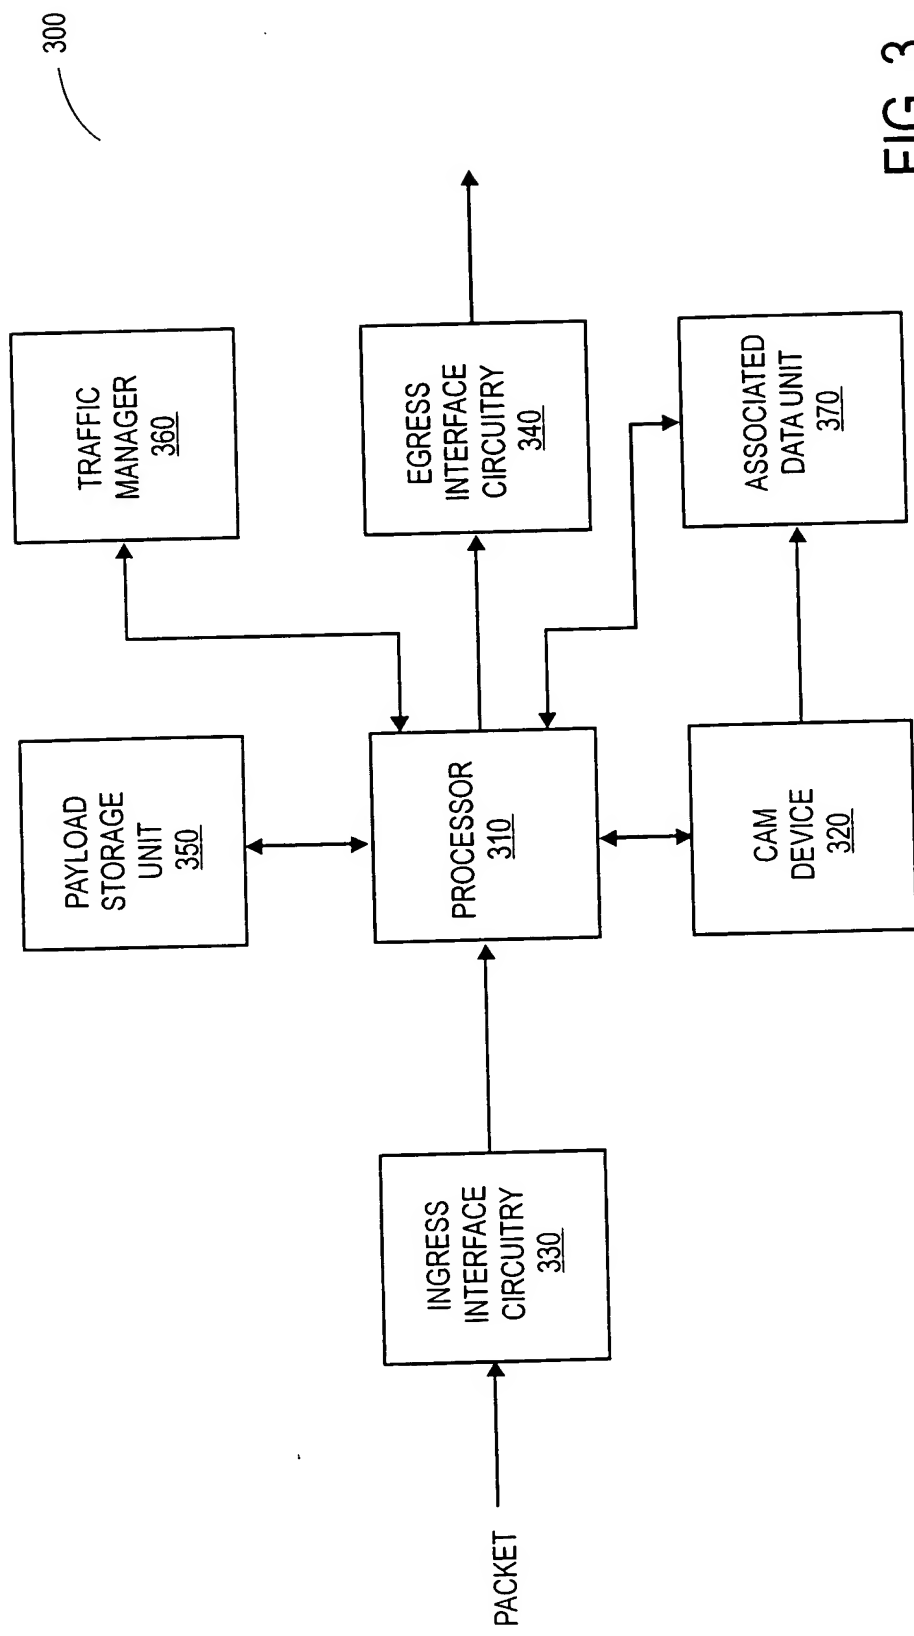 300
PAYLOAD
STORAGE
UNIT
350
TRAFFIC
MANAGER
360
PACKET
INGRESS
INTERFACE
CIRCUITRY
330
PROCESSOR
310
EGRESS
INTERFACE
CIRCUITRY
340
CAM
DEVICE
320
ASSOCIATED
DATA UNIT
370
FIG. 3